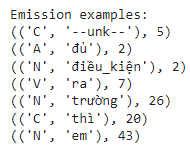 Emission examples:
(('C', '--unk--'), 5)
(('A', 'đủ'), 2)
(('N', 'điều_kiện'), 2)
(('V', 'ra'), 7)
(('N', 'trường'), 26)
(('C', 'thì'), 20)
(('N', 'em'), 43)